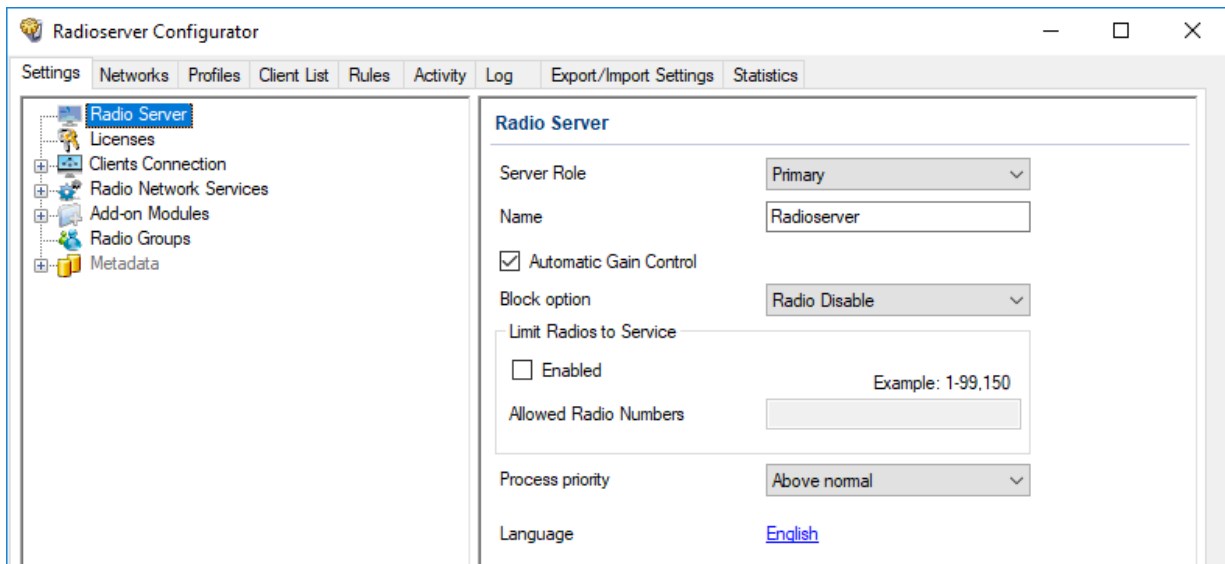 Radioserver Configurator
Settings Networks Profiles Client List Rules Activity Log Export/Import Settings Statistics
Radio Server
Licenses
Clients Connection
Radio Network Services
Add-on Modules
Radio Groups
Metadata
Radio Server
Server Role Primary
Name Radioserver
Automatic Gain Control
Block option Radio Disable
Limit Radios to Service
Enabled
Example: 1-99,150
Allowed Radio Numbers
Process priority Above normal
Language English